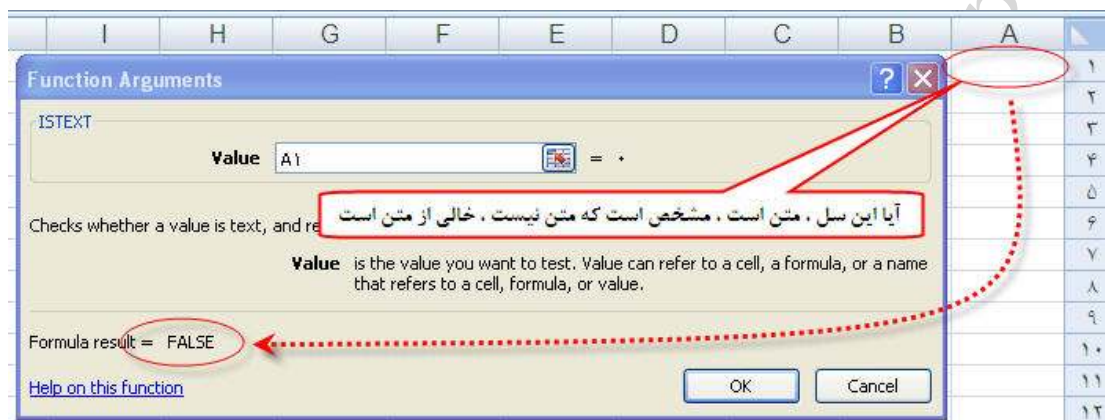 I H G F E D C B A
Function Arguments
۱
۲
ISTEXT
۳
Value A۱ = ۰
۴
۵
آیا این سل ، متن است ، مشخص است که متن نیست ، خالی از متن است
Checks whether a value is text, and re
۶
Value is the value you want to test. Value can refer to a cell, a formula, or a name
۷
that refers to a cell, formula, or value.
۸
۹
Formula result = FALSE
۱۰
Help on this function OK Cancel
۱۱
۱۲